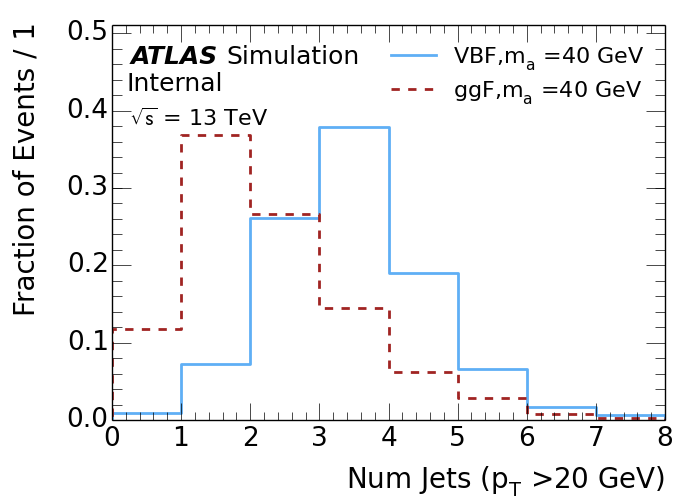 Fraction of Events / 1
0.5
0.4
0.3
0.2
0.1
0.0
ATLAS Simulation
Internal
√s = 13 TeV
VBF,mₐ =40 GeV
ggF,mₐ =40 GeV
0 1 2 3 4 5 6 7 8
Num Jets (p_T >20 GeV)